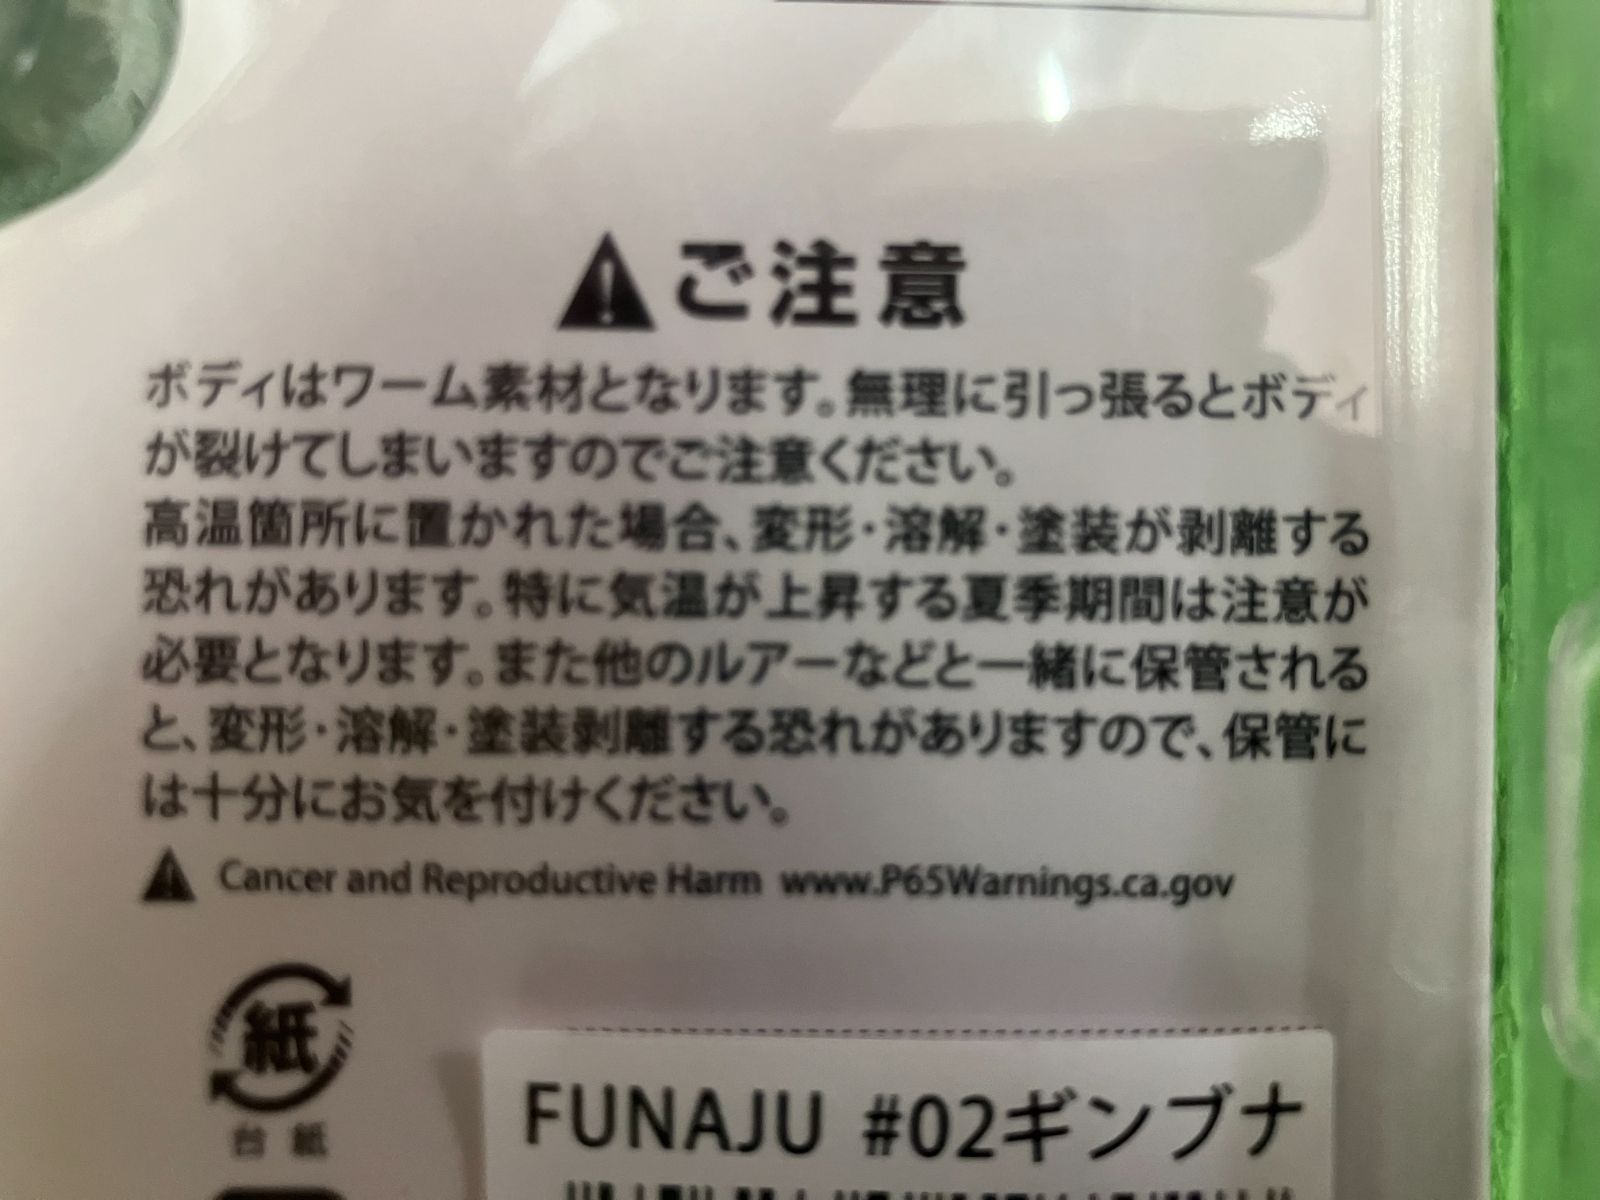 ご注意
ボディはワーム素材となります。無理に引っ張るとボディ
が裂けてしまいますのでご注意ください。
高温箇所に置かれた場合、変形・溶解・塗装が剥離する
恐れがあります。特に気温が上昇する夏季期間は注意が
必要となります。また他のルアーなどと一緒に保管される
と、変形・溶解・塗装剥離する恐れがありますので、保管に
は十分にお気を付けください。
Cancer and Reproductive Harm www.P65Warnings.ca.gov
紙
台紙
FUNAJU #02ギンブナ